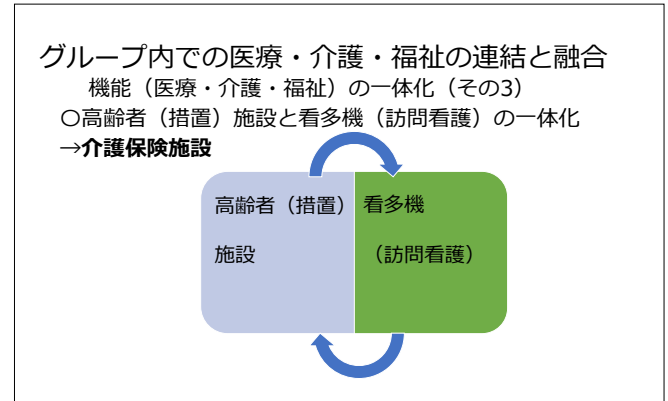 グループ内での医療・介護・福祉の連結と融合
機能（医療・介護・福祉）の一体化（その3）
〇高齢者（措置）施設と看多機（訪問看護）の一体化
→介護保険施設
高齢者（措置）
施設
看多機
（訪問看護）